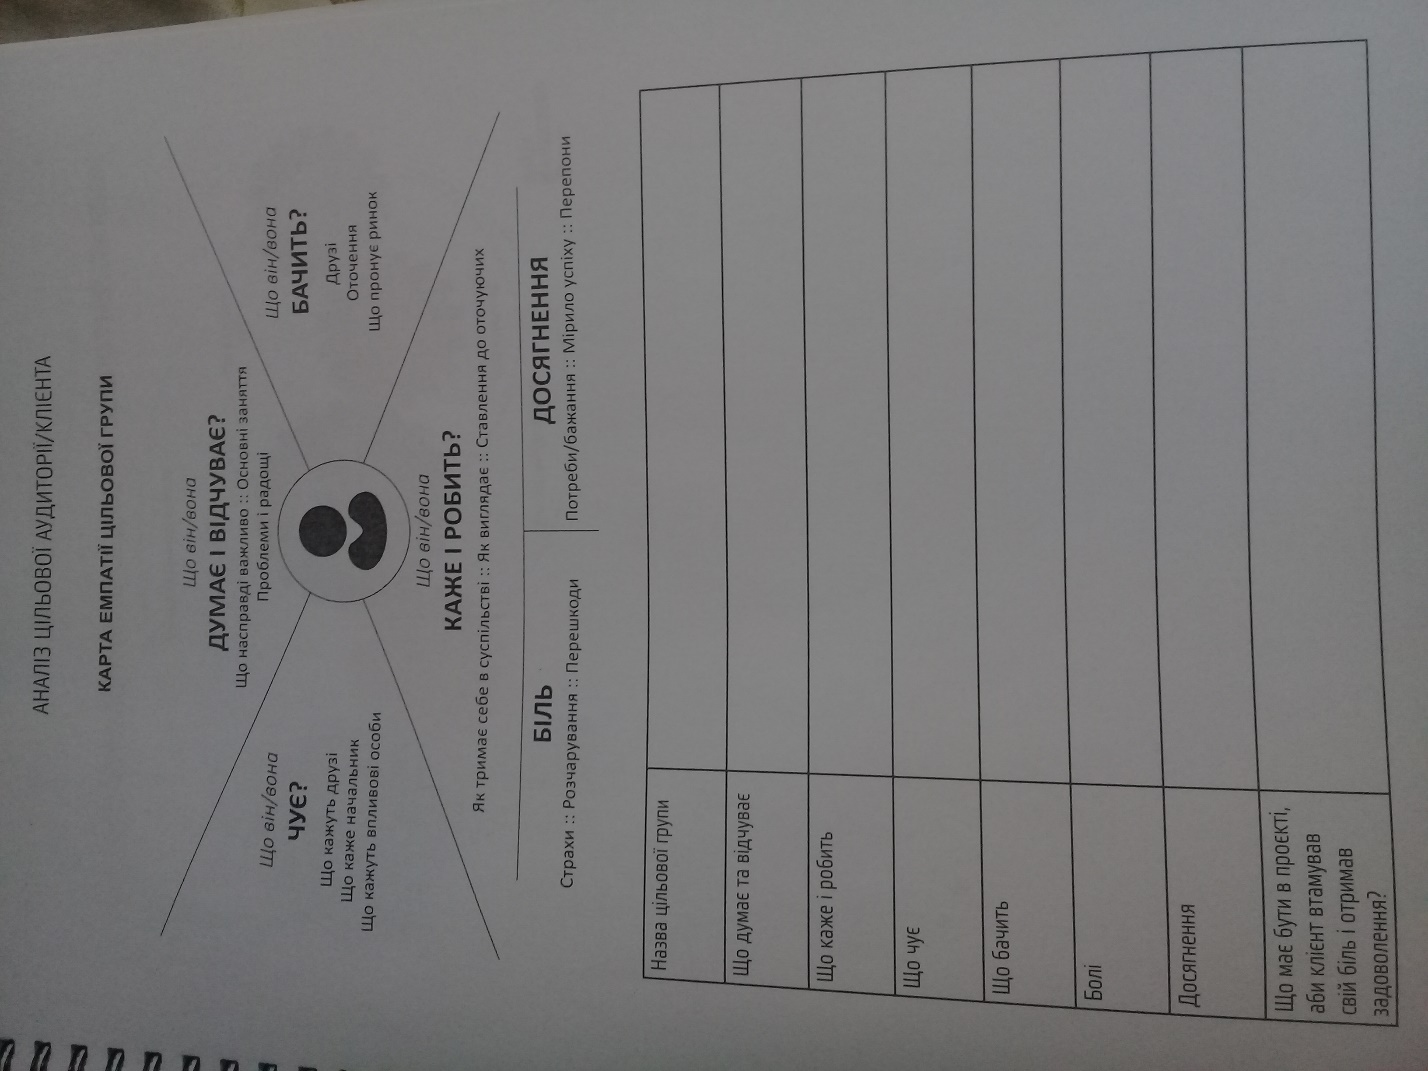 АНАЛІЗ ЦІЛЬОВОЇ АУДИТОРІЇ/КЛІЄНТА
КАРТА ЕМПАТІЇ ЦІЛЬОВОЇ ГРУПИ
Що він/вона
ДУМАЄ І ВІДЧУВАЄ?
Що насправді важливо :: Основні заняття
Проблеми і радощі
Що він/вона
ЧУЄ?
Що кажуть друзі
Що каже начальник
Що кажуть впливові особи
Що він/вона
БАЧИТЬ?
Друзі
Оточення
Що пронує ринок
Що він/вона
КАЖЕ І РОБИТЬ?
Як тримає себе в суспільстві :: Як виглядає :: Ставлення до оточуючих
БІЛЬ
Страхи :: Розчарування :: Перешкоди
ДОСЯГНЕННЯ
Потреби/бажання :: Мірило успіху :: Перепони
Назва цільової групи
Що думає та відчуває
Що каже і робить
Що чує
Що бачить
Болі
Досягнення
Що має бути в проєкті,
аби клієнт втамував
свій біль і отримав
задоволення?